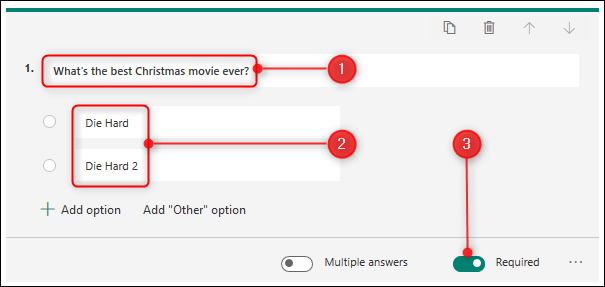 1. What's the best Christmas movie ever? 1
Die Hard
2
Die Hard 2
3
+ Add option Add "Other" option
Multiple answers Required ...